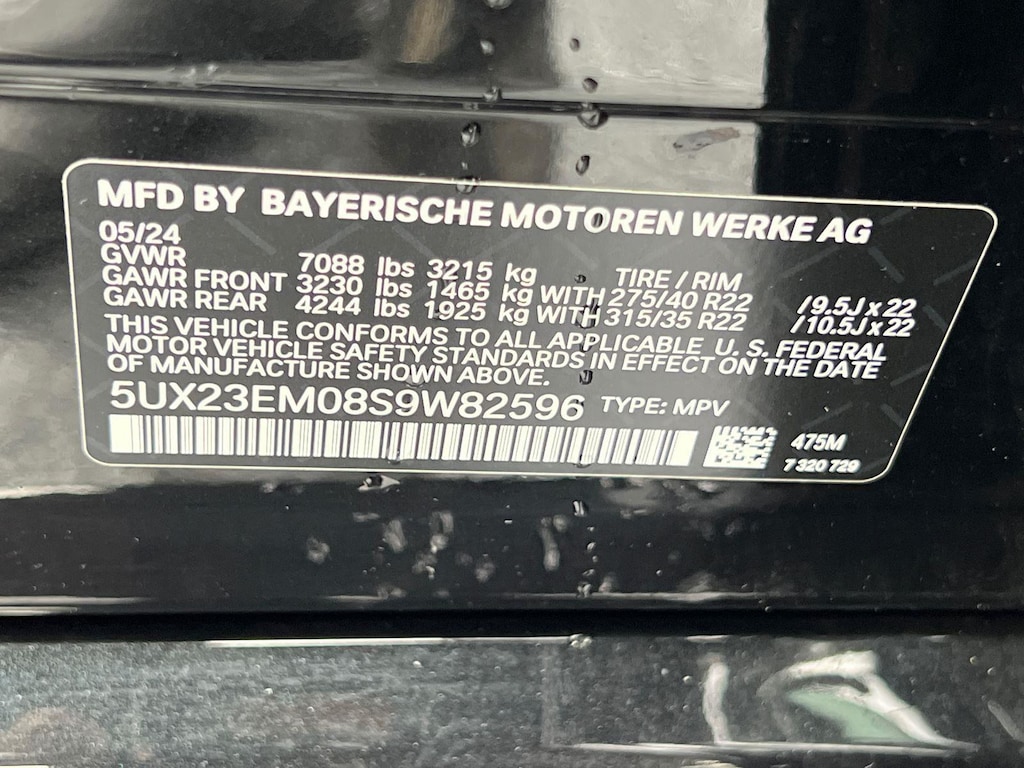 MFD BY BAYERISCHE MOTOREN WERKE AG
05/24
GVWR 7088 lbs 3215 kg TIRE / RIM
GAWR FRONT 3230 lbs 1465 kg WITH 275/40 R22 / 9.5J x 22
GAWR REAR 4244 lbs 1925 kg WITH 315/35 R22 / 10.5J x 22
THIS VEHICLE CONFORMS TO ALL APPLICABLE U. S. FEDERAL
MOTOR VEHICLE SAFETY STANDARDS IN EFFECT ON THE DATE
OF MANUFACTURE SHOWN ABOVE.
5UX23EM08S9W82596 TYPE: MPV
475M
7 320 729